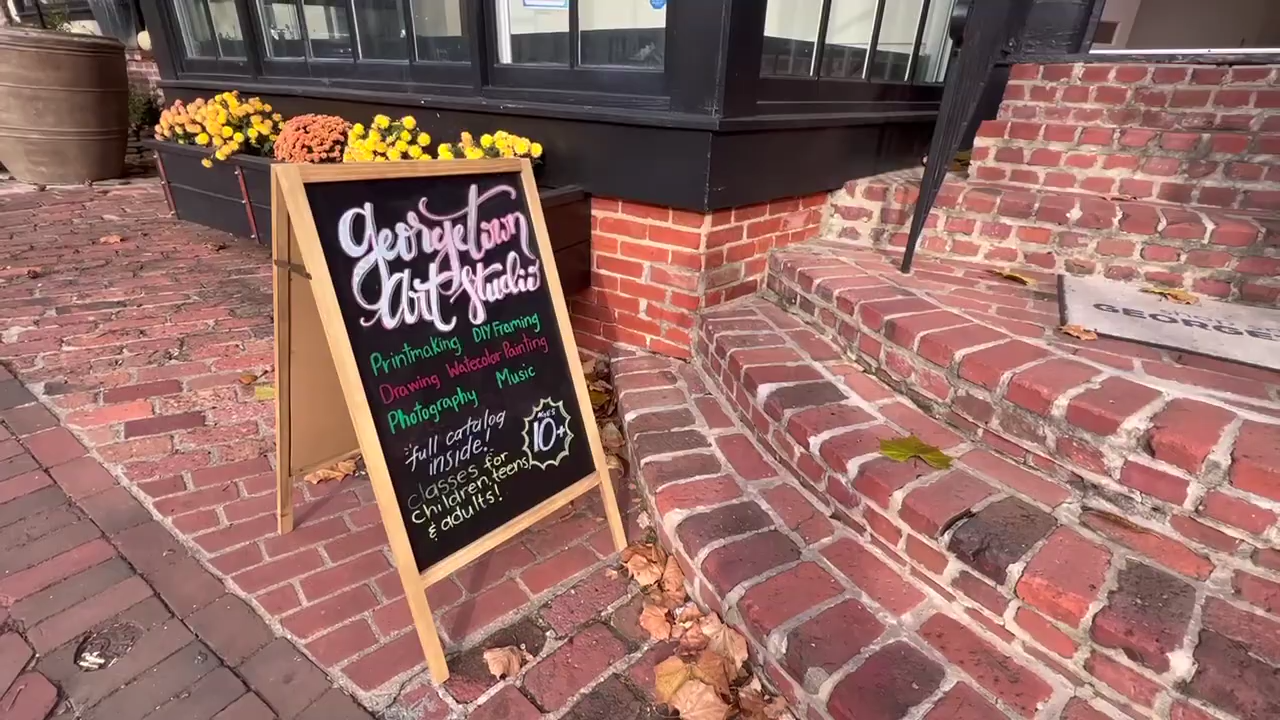 Georgetown
Art Studio
Printmaking DIY Framing
Drawing Watecolor Painting
Photography Music
full catalog
inside!
AGES
10+
classes for
children, teens,
& adults!
GEORGE